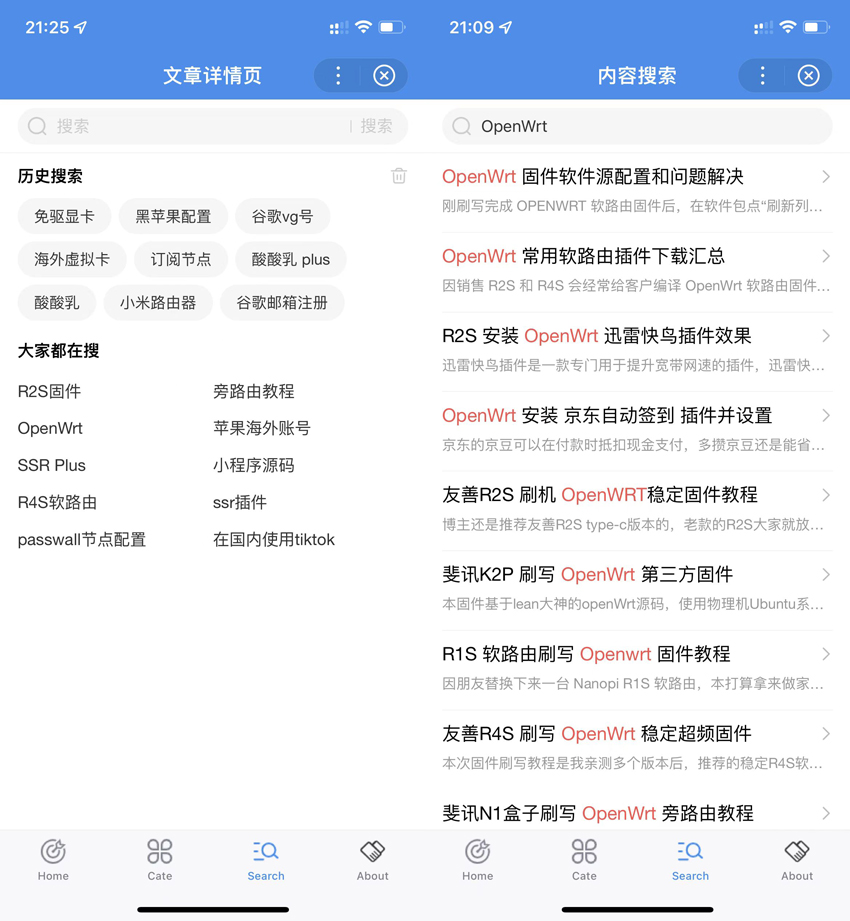 21:25
文章详情页
搜索
搜索
历史搜索
免驱显卡 黑苹果配置 谷歌vg号
海外虚拟卡 订阅节点 酸酸乳 plus
酸酸乳 小米路由器 谷歌邮箱注册
大家都在搜
R2S固件 旁路由教程
OpenWrt 苹果海外账号
SSR Plus 小程序源码
R4S软路由 ssr插件
passwall节点配置 在国内使用tiktok
Home Cate Search About
21:09
内容搜索
OpenWrt
OpenWrt 固件软件源配置和问题解决
刚刷写完成 OPENWRT 软路由固件后，在软件包点“刷新列...
OpenWrt 常用软路由插件下载汇总
因销售 R2S 和 R4S 会经常给客户编译 OpenWrt 软路由固件...
R2S 安装 OpenWrt 迅雷快鸟插件效果
迅雷快鸟插件是一款专门用于提升宽带网速的插件，迅雷快...
OpenWrt 安装 京东自动签到 插件并设置
京东的京豆可以在付款时抵扣现金支付，多攒京豆还是能省...
友善R2S 刷机 OpenWRT稳定固件教程
博主还是推荐友善R2S type-c版本的，老款的R2S大家就放...
斐讯K2P 刷写 OpenWrt 第三方固件
本固件基于lean大神的openWrt源码，使用物理机Ubuntu系...
R1S 软路由刷写 Openwrt 固件教程
因朋友替换下来一台 Nanopi R1S 软路由，本打算拿来做家...
友善R4S 刷写 OpenWrt 稳定超频固件
本次固件刷写教程是我亲测多个版本后，推荐的稳定R4S软...
斐讯N1盒子刷写 OpenWrt 旁路由教程
Home Cate Search About